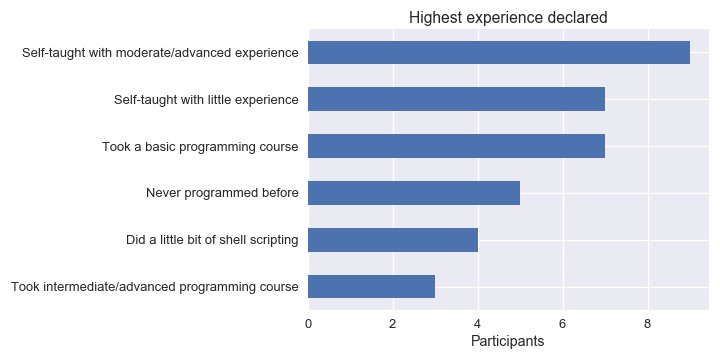 Highest experience declared
Self-taught with moderate/advanced experience
Self-taught with little experience
Took a basic programming course
Never programmed before
Did a little bit of shell scripting
Took intermediate/advanced programming course
0 2 4 6 8
Participants